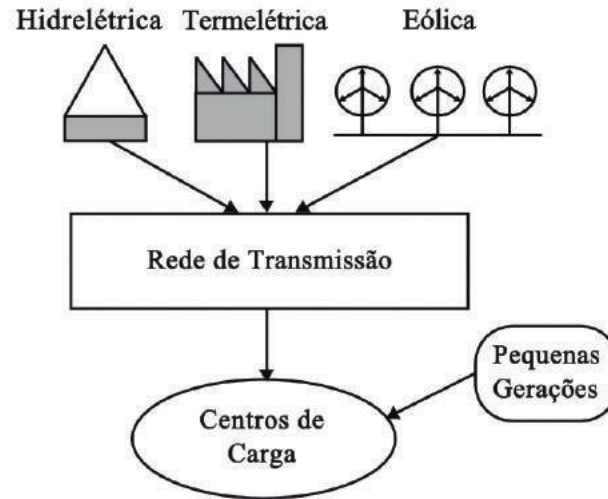 Hidrelétrica Termelétrica Eólica
Rede de Transmissão
Pequenas
Gerações
Centros de
Carga